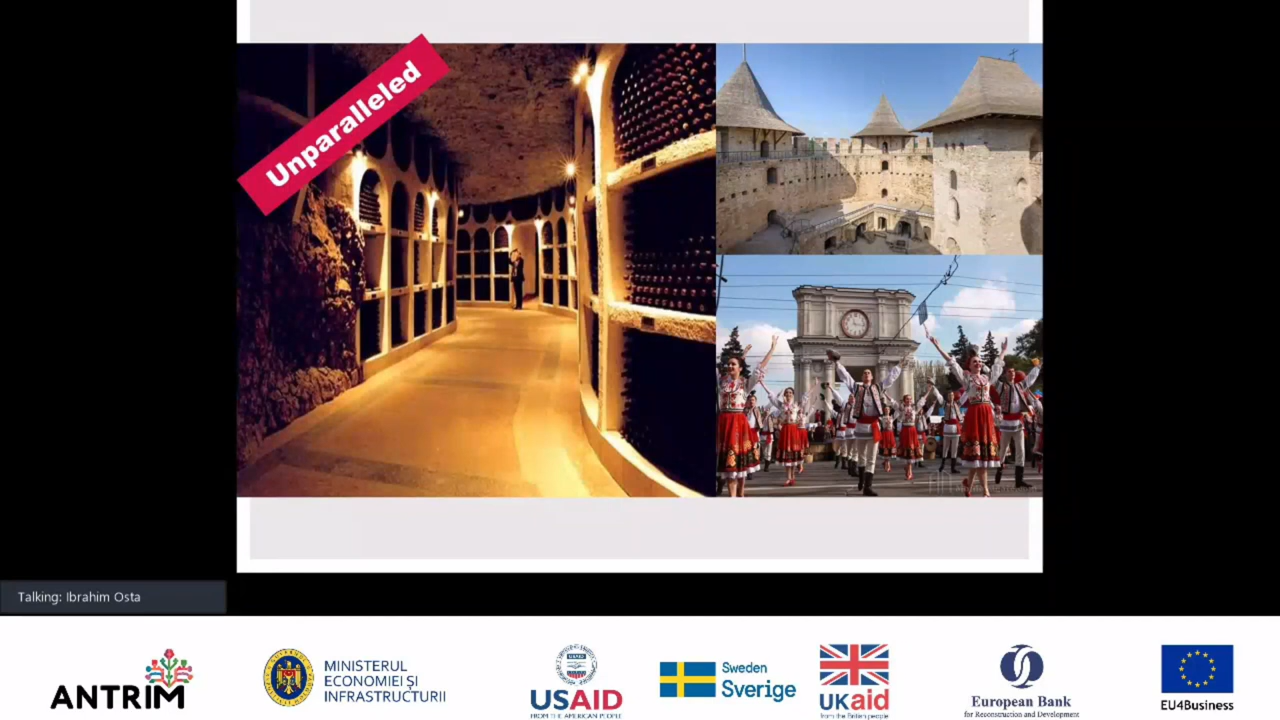 Unparalleled
Talking: Ibrahim Osta
ANTRIM
MINISTERUL
ECONOMIEI ȘI
INFRASTRUCTURII
USAID
FROM THE AMERICAN PEOPLE
Sweden
Sverige
UKaid
from the British people
European Bank
for Reconstruction and Development
EU4Business